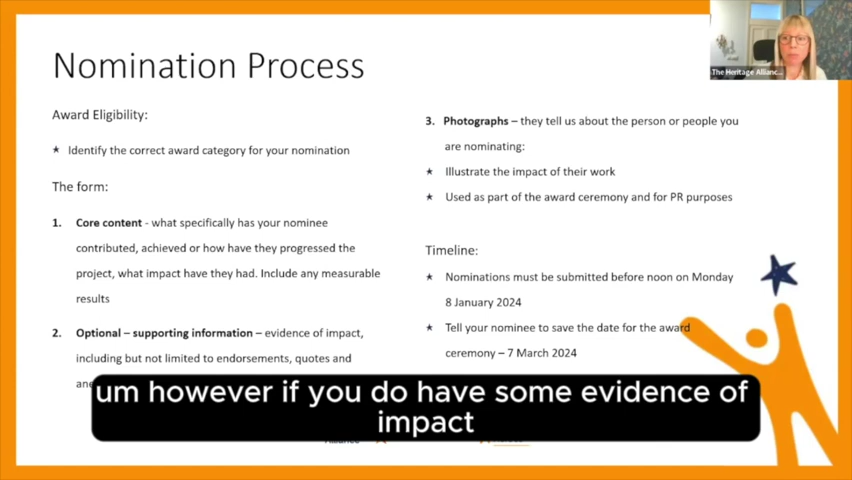 Nomination Process
Award Eligibility:
★ Identify the correct award category for your nomination
The form:
1. Core content - what specifically has your nominee
contributed, achieved or how have they progressed the
project, what impact have they had. Include any measurable
results
2. Optional – supporting information – evidence of impact,
including but not limited to endorsements, quotes and
3. Photographs – they tell us about the person or people you
are nominating:
★ Illustrate the impact of their work
★ Used as part of the award ceremony and for PR purposes
Timeline:
★ Nominations must be submitted before noon on Monday
8 January 2024
★ Tell your nominee to save the date for the award
ceremony – 7 March 2024
The Heritage Allianc...
um however if you do have some evidence of
impact